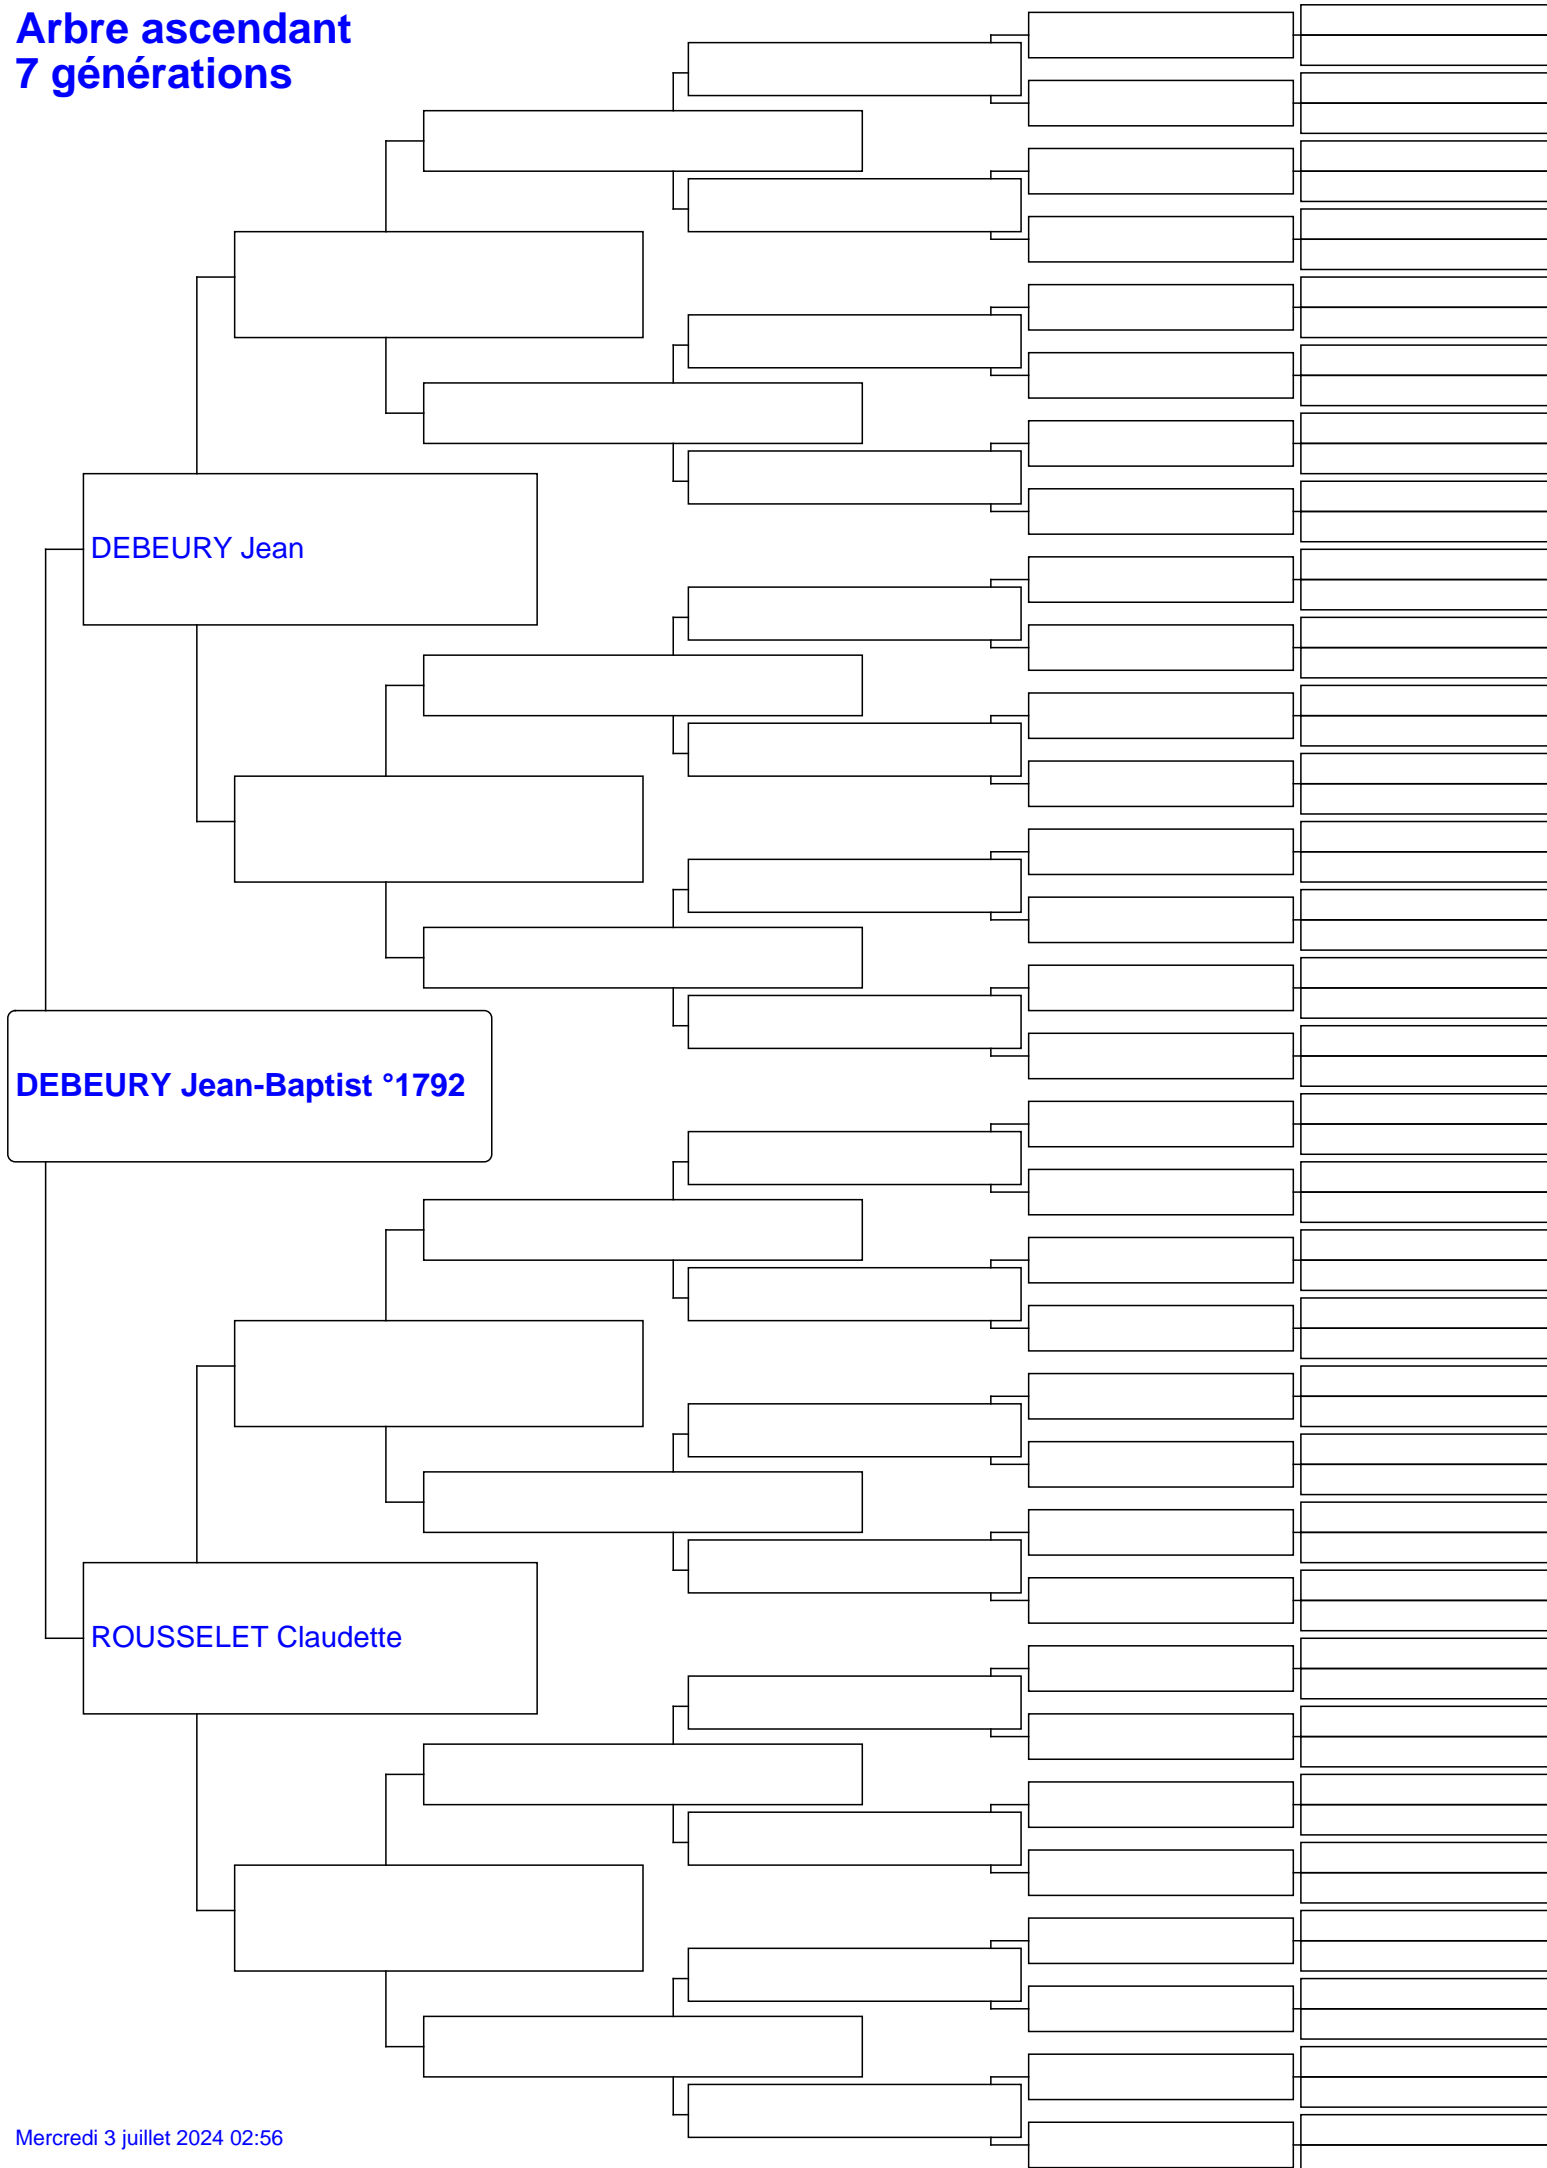 Arbre ascendant
7 générations
DEBEURY Jean
DEBEURY Jean-Baptist °1792
ROUSSELET Claudette
Mercredi 3 juillet 2024 02:56